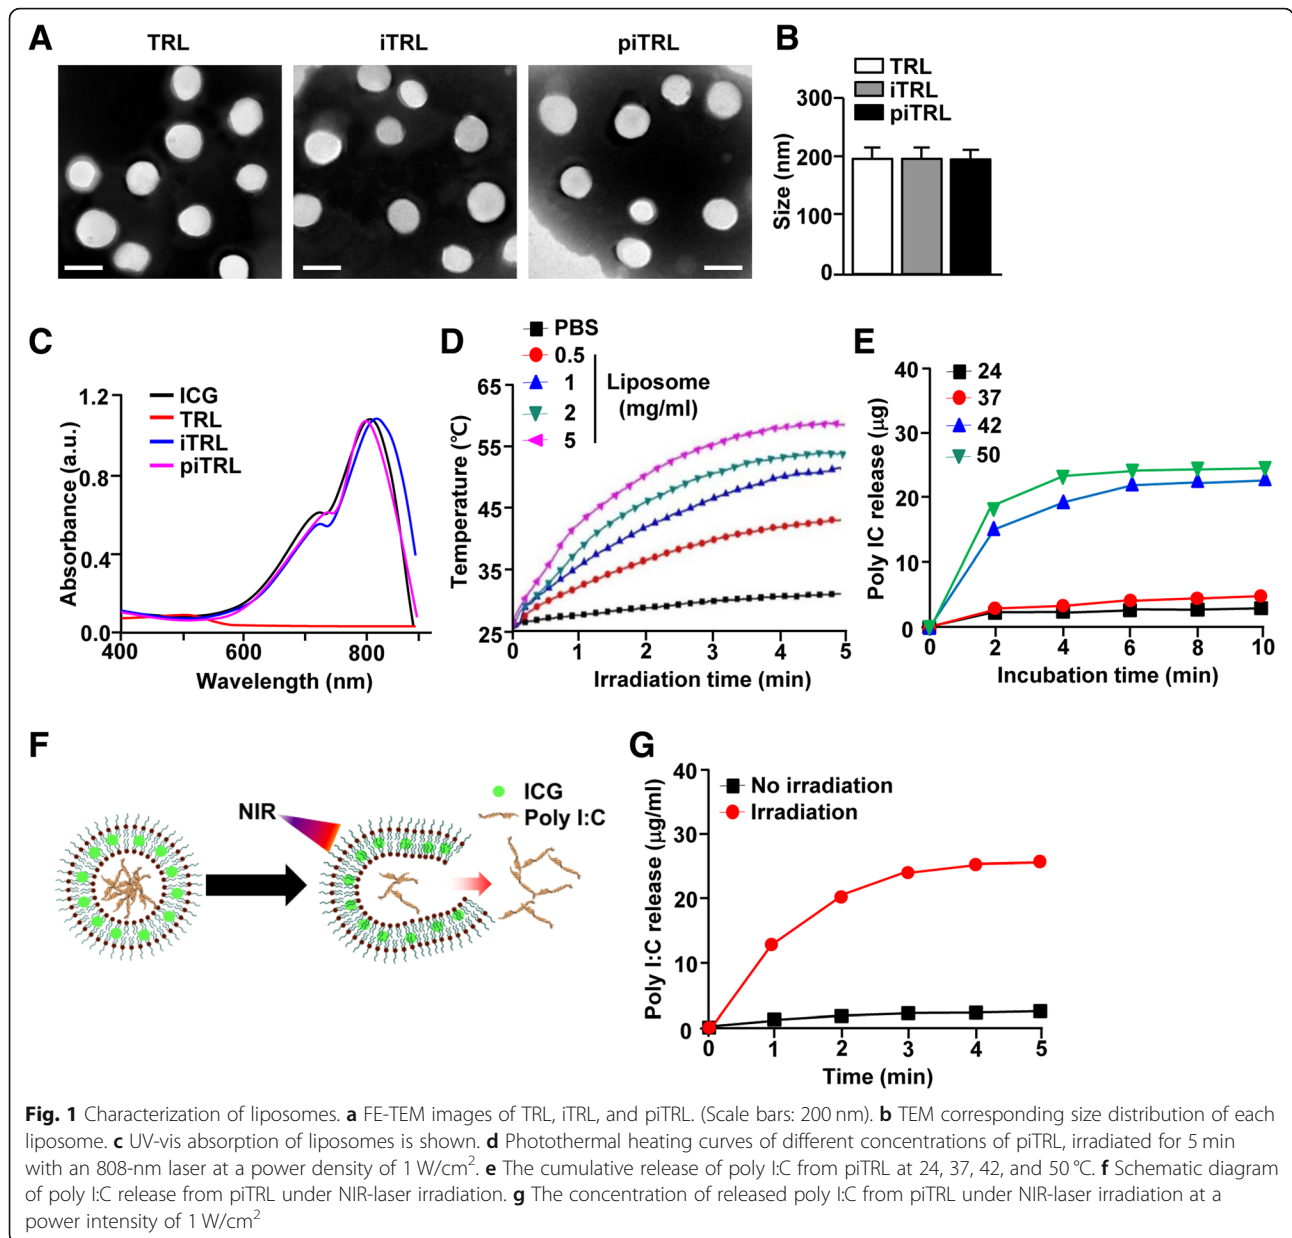 A
TRL
iTRL
piTRL
B
TRL
iTRL
piTRL
300
200
100
0
Size (nm)
C
ICG
TRL
iTRL
piTRL
1.2
0.8
0.4
0.0
400
600
800
Absorbance (a.u.)
Wavelength (nm)
D
PBS
0.5
1
2
5
Liposome
(mg/ml)
65
55
45
35
25
0
1
2
3
4
5
Temperature (°C)
Irradiation time (min)
E
24
37
42
50
40
30
20
10
0
0
2
4
6
8
10
Poly IC release (µg)
Incubation time (min)
F
NIR
ICG
Poly I:C
G
No irradiation
Irradiation
40
30
20
10
0
0
1
2
3
4
5
Poly I:C release (µg/ml)
Time (min)
Fig. 1 Characterization of liposomes. a FE-TEM images of TRL, iTRL, and piTRL. (Scale bars: 200 nm). b TEM corresponding size distribution of each
liposome. c UV-vis absorption of liposomes is shown. d Photothermal heating curves of different concentrations of piTRL, irradiated for 5 min
with an 808-nm laser at a power density of 1 W/cm². e The cumulative release of poly I:C from piTRL at 24, 37, 42, and 50 °C. f Schematic diagram
of poly I:C release from piTRL under NIR-laser irradiation. g The concentration of released poly I:C from piTRL under NIR-laser irradiation at a
power intensity of 1 W/cm²